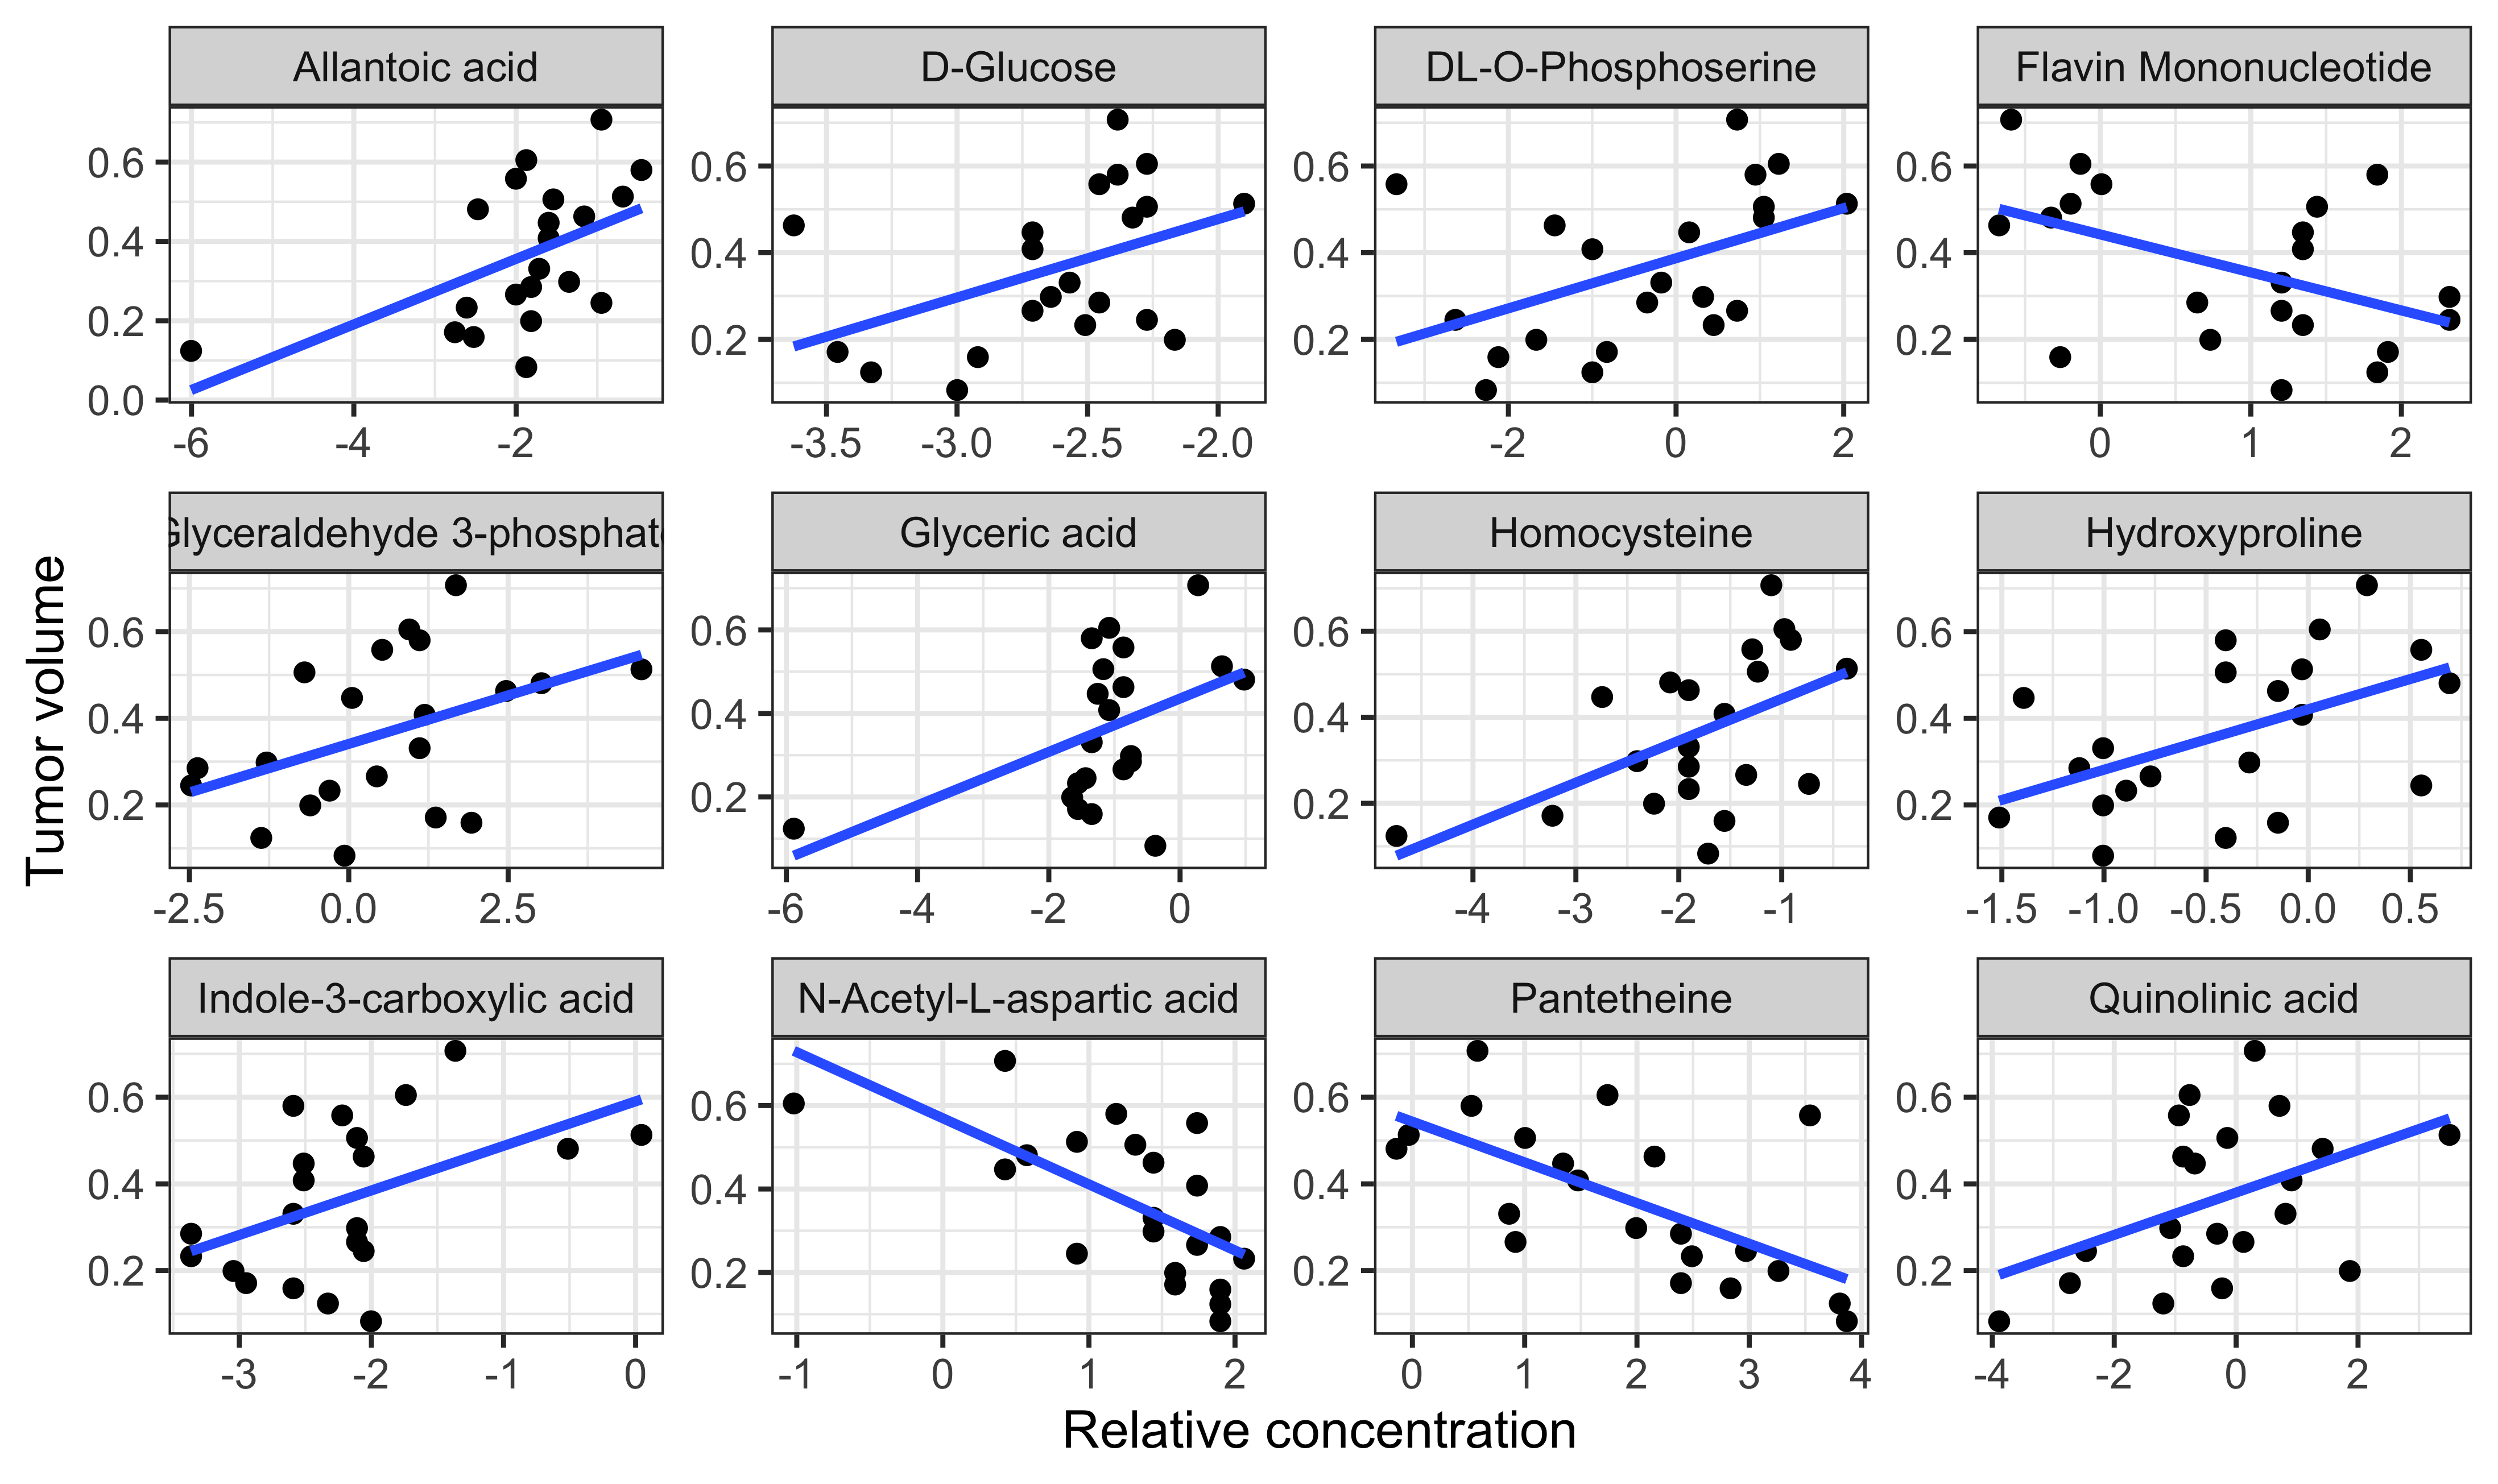 Allantoic acid D-Glucose DL-O-Phosphoserine Flavin Mononucleotide
0.6 0.6 0.6 0.6
0.4 0.4 0.4 0.4
0.2 0.2 0.2 0.2
0.0
-6 -4 -2 -3.5 -3.0 -2.5 -2.0 -2 0 2 0 1 2
Glyceraldehyde 3-phosphate Glyceric acid Homocysteine Hydroxyproline
0.6 0.6 0.6 0.6
0.4 0.4 0.4 0.4
0.2 0.2 0.2 0.2
-2.5 0.0 2.5 -6 -4 -2 0 -4 -3 -2 -1 -1.5 -1.0 -0.5 0.0 0.5
Tumor volume
Indole-3-carboxylic acid N-Acetyl-L-aspartic acid Pantetheine Quinolinic acid
0.6 0.6 0.6 0.6
0.4 0.4 0.4 0.4
0.2 0.2 0.2 0.2
-3 -2 -1 0 -1 0 1 2 0 1 2 3 4 -4 -2 0 2
Relative concentration